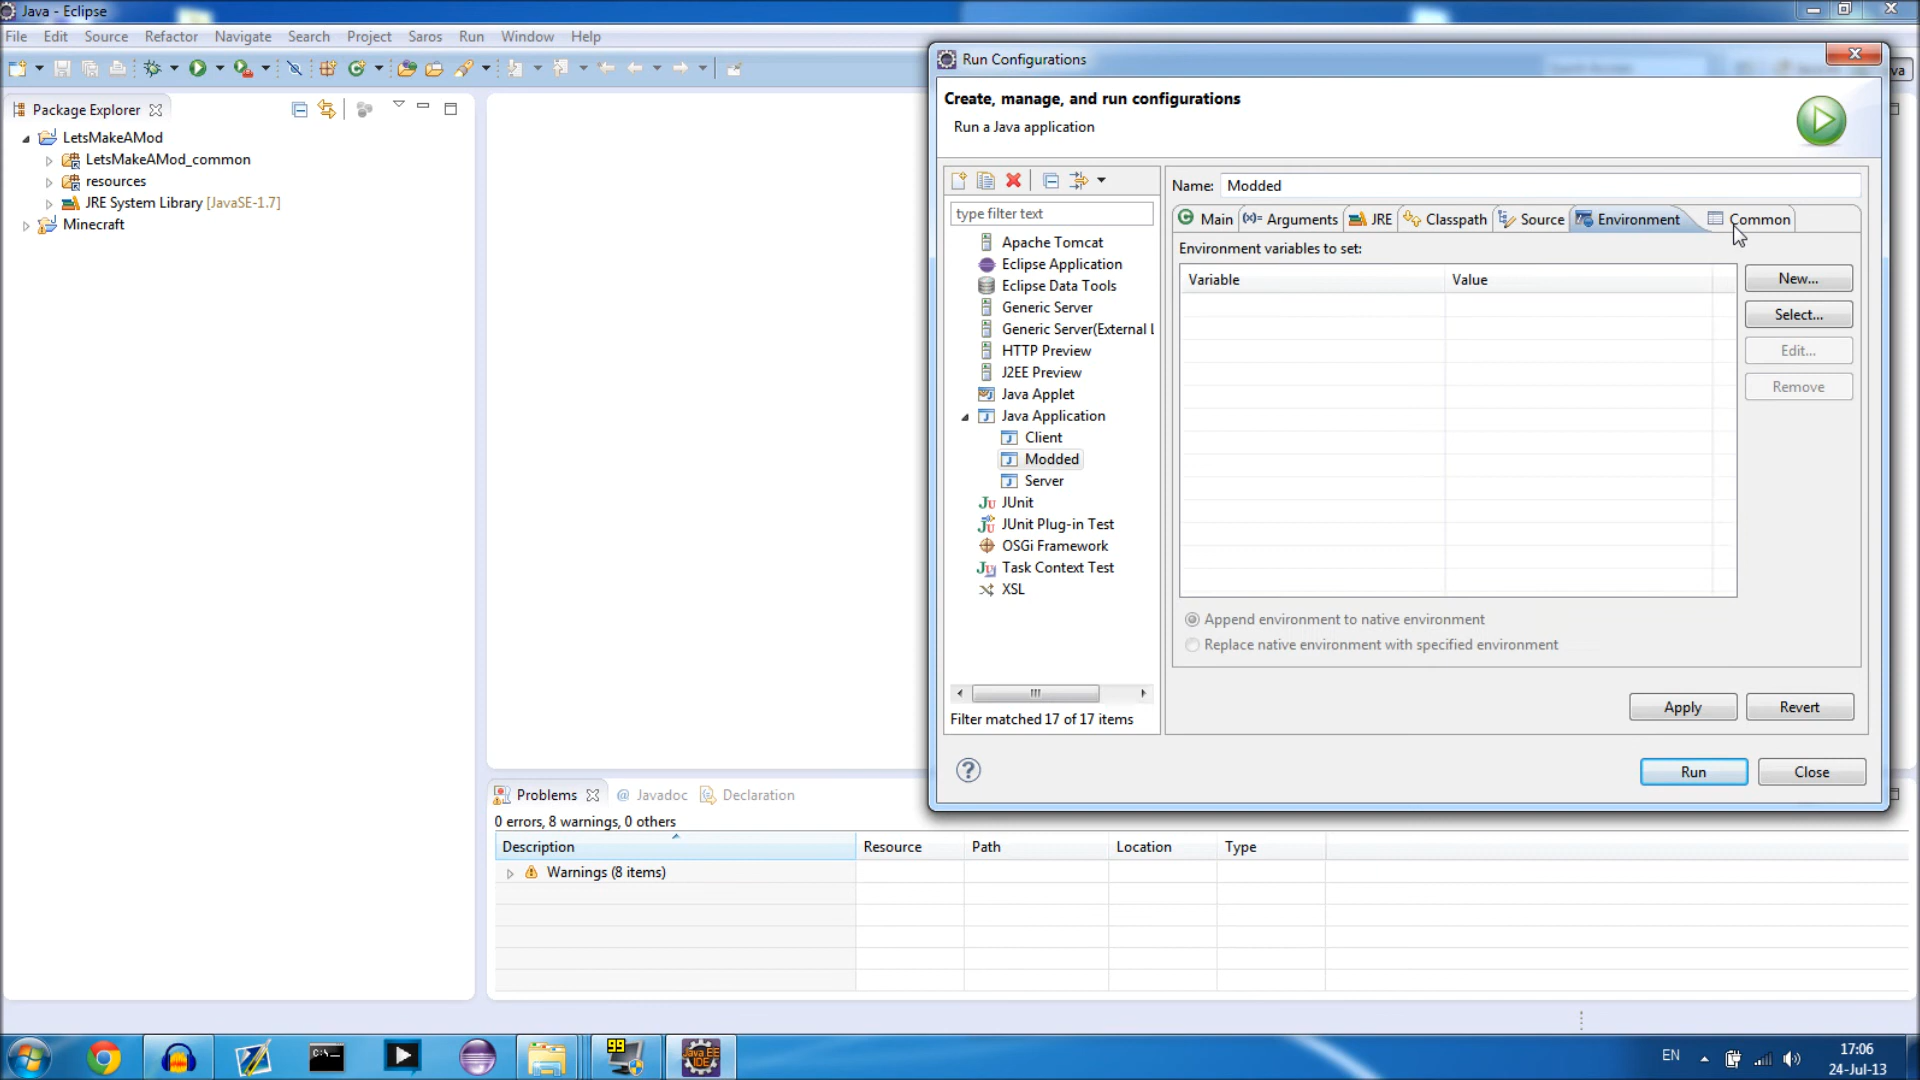 Java - Eclipse
File Edit Source Refactor Navigate Search Project Saros Run Window Help
Package Explorer
LetsMakeAMod
LetsMakeAMod_common
resources
JRE System Library [JavaSE-1.7]
Minecraft
Run Configurations
Create, manage, and run configurations
Run a Java application
type filter text
Apache Tomcat
Eclipse Application
Eclipse Data Tools
Generic Server
Generic Server(External L
HTTP Preview
J2EE Preview
Java Applet
Java Application
Client
Modded
Server
JUnit
JUnit Plug-in Test
OSGi Framework
Task Context Test
XSL
Filter matched 17 of 17 items
Name: Modded
Main Arguments JRE Classpath Source Environment Common
Environment variables to set:
Variable Value
New...
Select...
Edit...
Remove
Append environment to native environment
Replace native environment with specified environment
Apply Revert
Run Close
Problems Javadoc Declaration
0 errors, 8 warnings, 0 others
Description Resource Path Location Type
Warnings (8 items)
99
Java EE
IDE
EN
17:06
24-Jul-13